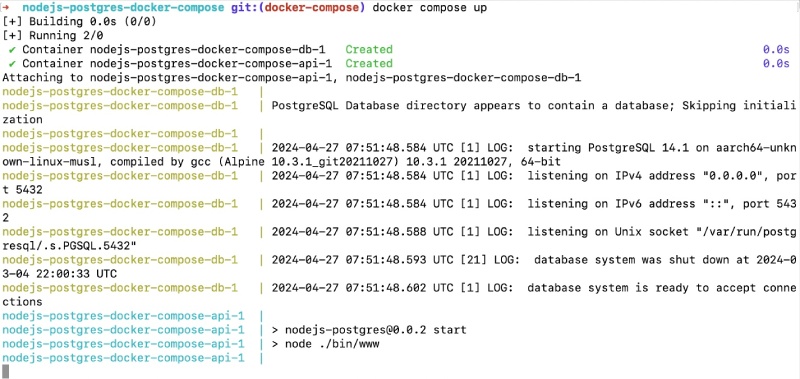 → nodejs-postgres-docker-compose git:(docker-compose) docker compose up
[+] Building 0.0s (0/0)
[+] Running 2/0
✔ Container nodejs-postgres-docker-compose-db-1 Created 0.0s
✔ Container nodejs-postgres-docker-compose-api-1 Created 0.0s
Attaching to nodejs-postgres-docker-compose-api-1, nodejs-postgres-docker-compose-db-1
nodejs-postgres-docker-compose-db-1 |
nodejs-postgres-docker-compose-db-1 | PostgreSQL Database directory appears to contain a database; Skipping initiali
zation
nodejs-postgres-docker-compose-db-1 |
nodejs-postgres-docker-compose-db-1 | 2024-04-27 07:51:48.584 UTC [1] LOG:  starting PostgreSQL 14.1 on aarch64-unkn
own-linux-musl, compiled by gcc (Alpine 10.3.1_git20211027) 10.3.1 20211027, 64-bit
nodejs-postgres-docker-compose-db-1 | 2024-04-27 07:51:48.584 UTC [1] LOG:  listening on IPv4 address "0.0.0.0", por
t 5432
nodejs-postgres-docker-compose-db-1 | 2024-04-27 07:51:48.584 UTC [1] LOG:  listening on IPv6 address "::", port 543
2
nodejs-postgres-docker-compose-db-1 | 2024-04-27 07:51:48.588 UTC [1] LOG:  listening on Unix socket "/var/run/postg
resql/.s.PGSQL.5432"
nodejs-postgres-docker-compose-db-1 | 2024-04-27 07:51:48.593 UTC [21] LOG:  database system was shut down at 2024-0
3-04 22:00:33 UTC
nodejs-postgres-docker-compose-db-1 | 2024-04-27 07:51:48.602 UTC [1] LOG:  database system is ready to accept conne
ctions
nodejs-postgres-docker-compose-api-1 |
nodejs-postgres-docker-compose-api-1 | > nodejs-postgres@0.0.2 start
nodejs-postgres-docker-compose-api-1 | > node ./bin/www
nodejs-postgres-docker-compose-api-1 |